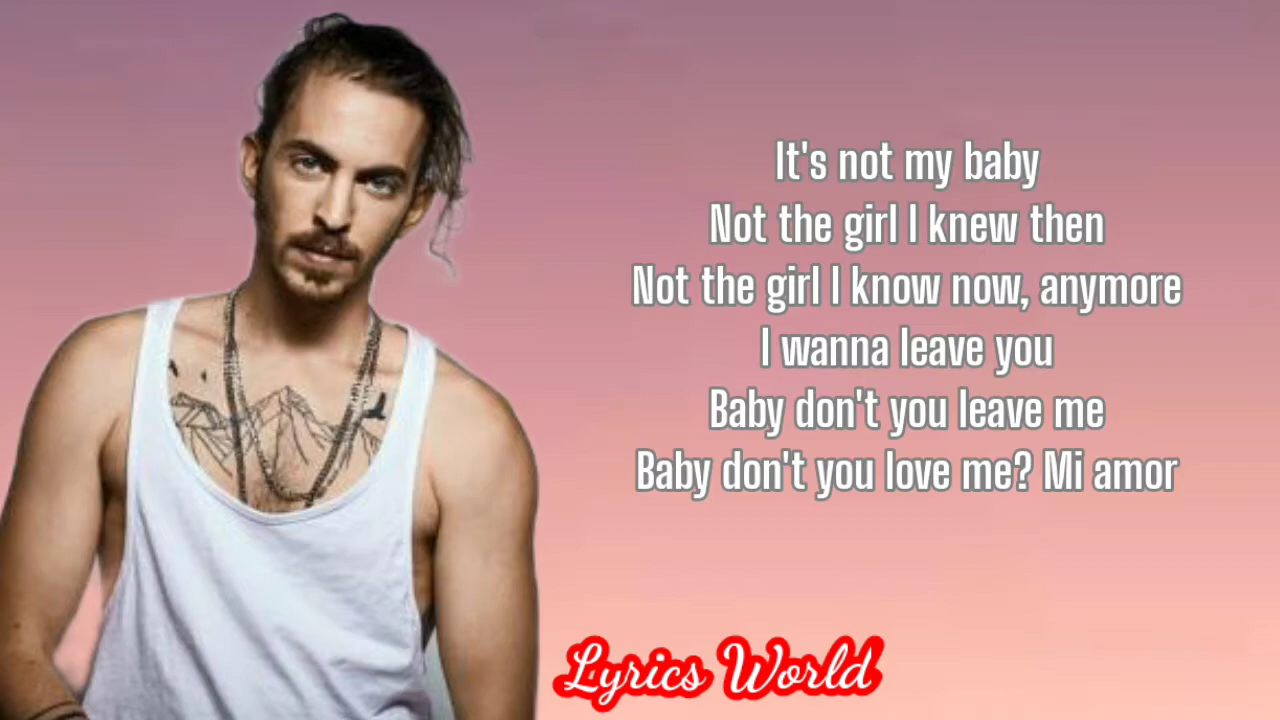 It's not my baby
Not the girl I knew then
Not the girl I know now, anymore
I wanna leave you
Baby don't you leave me
Baby don't you love me? Mi amor
Lyrics World